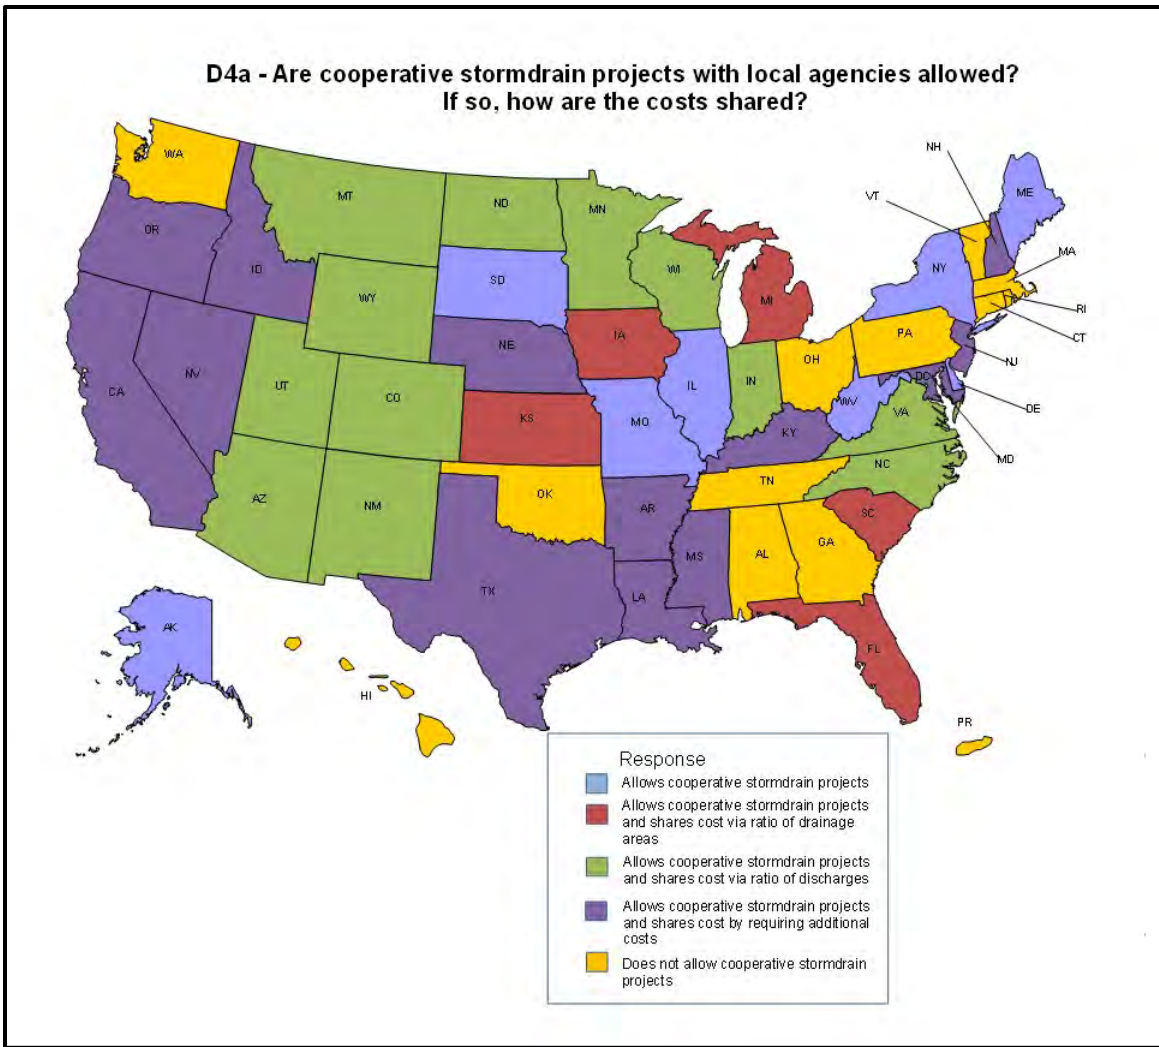 D4a - Are cooperative stormdrain projects with local agencies allowed?
If so, how are the costs shared?
NH
WA
ME
VT
MT
ND
MN
OR
MA
ID
SD
WI
NY
WY
MI
RI
IA
PA
CT
NE
OH
NJ
NV
UT
IL
IN
DC
CA
CO
WV
DE
KS
MO
VA
KY
MD
NC
AZ
OK
TN
NM
AR
SC
GA
MS
AL
TX
LA
AK
FL
HI
PR
Response
Allows cooperative stormdrain projects
Allows cooperative stormdrain projects
and shares cost via ratio of drainage
areas
Allows cooperative stormdrain projects
and shares cost via ratio of discharges
Allows cooperative stormdrain projects
and shares cost by requiring additional
costs
Does not allow cooperative stormdrain
projects